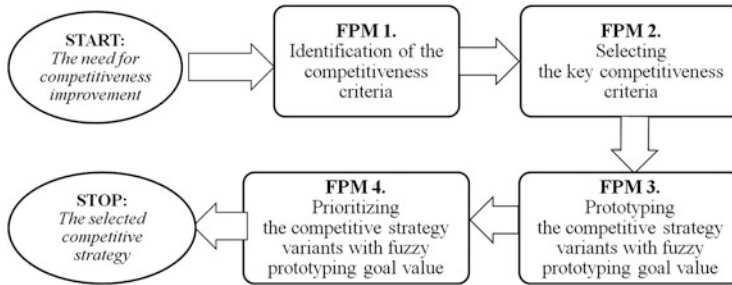 START:
The need for
competitiveness
improvement
FPM 1.
Identification of the
competitiveness
criteria
FPM 2.
Selecting
the key competitiveness
criteria
FPM 3.
Prototyping
the competitive strategy
variants with fuzzy
prototyping goal value
FPM 4.
Prioritizing
the competitive strategy
variants with fuzzy
prototyping goal value
STOP:
The selected
competitive
strategy